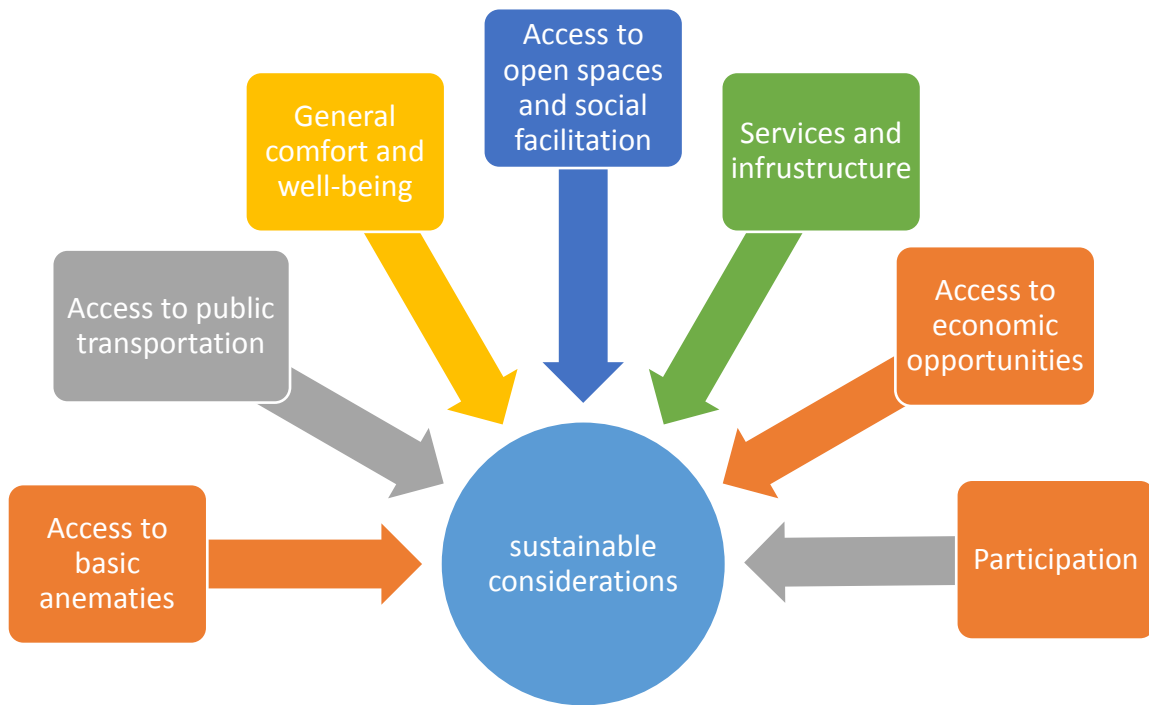 Access to
open spaces
and social
facilitation
General
comfort and
well-being
Services and
infrustructure
Access to public
transportation
Access to
economic
opportunities
Access to
basic
anematies
sustainable
considerations
Participation